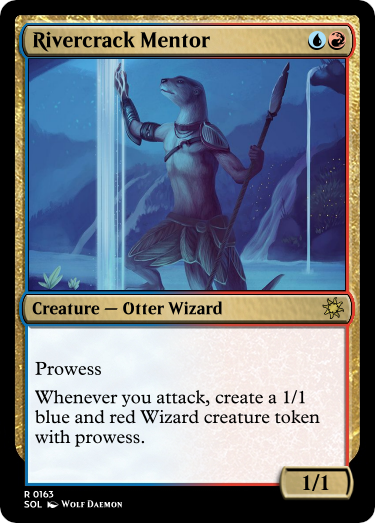 Rivercrack Mentor
Creature — Otter Wizard
Prowess
Whenever you attack, create a 1/1
blue and red Wizard creature token
with prowess.
1/1
R 0163
SOL Wolf Daemon